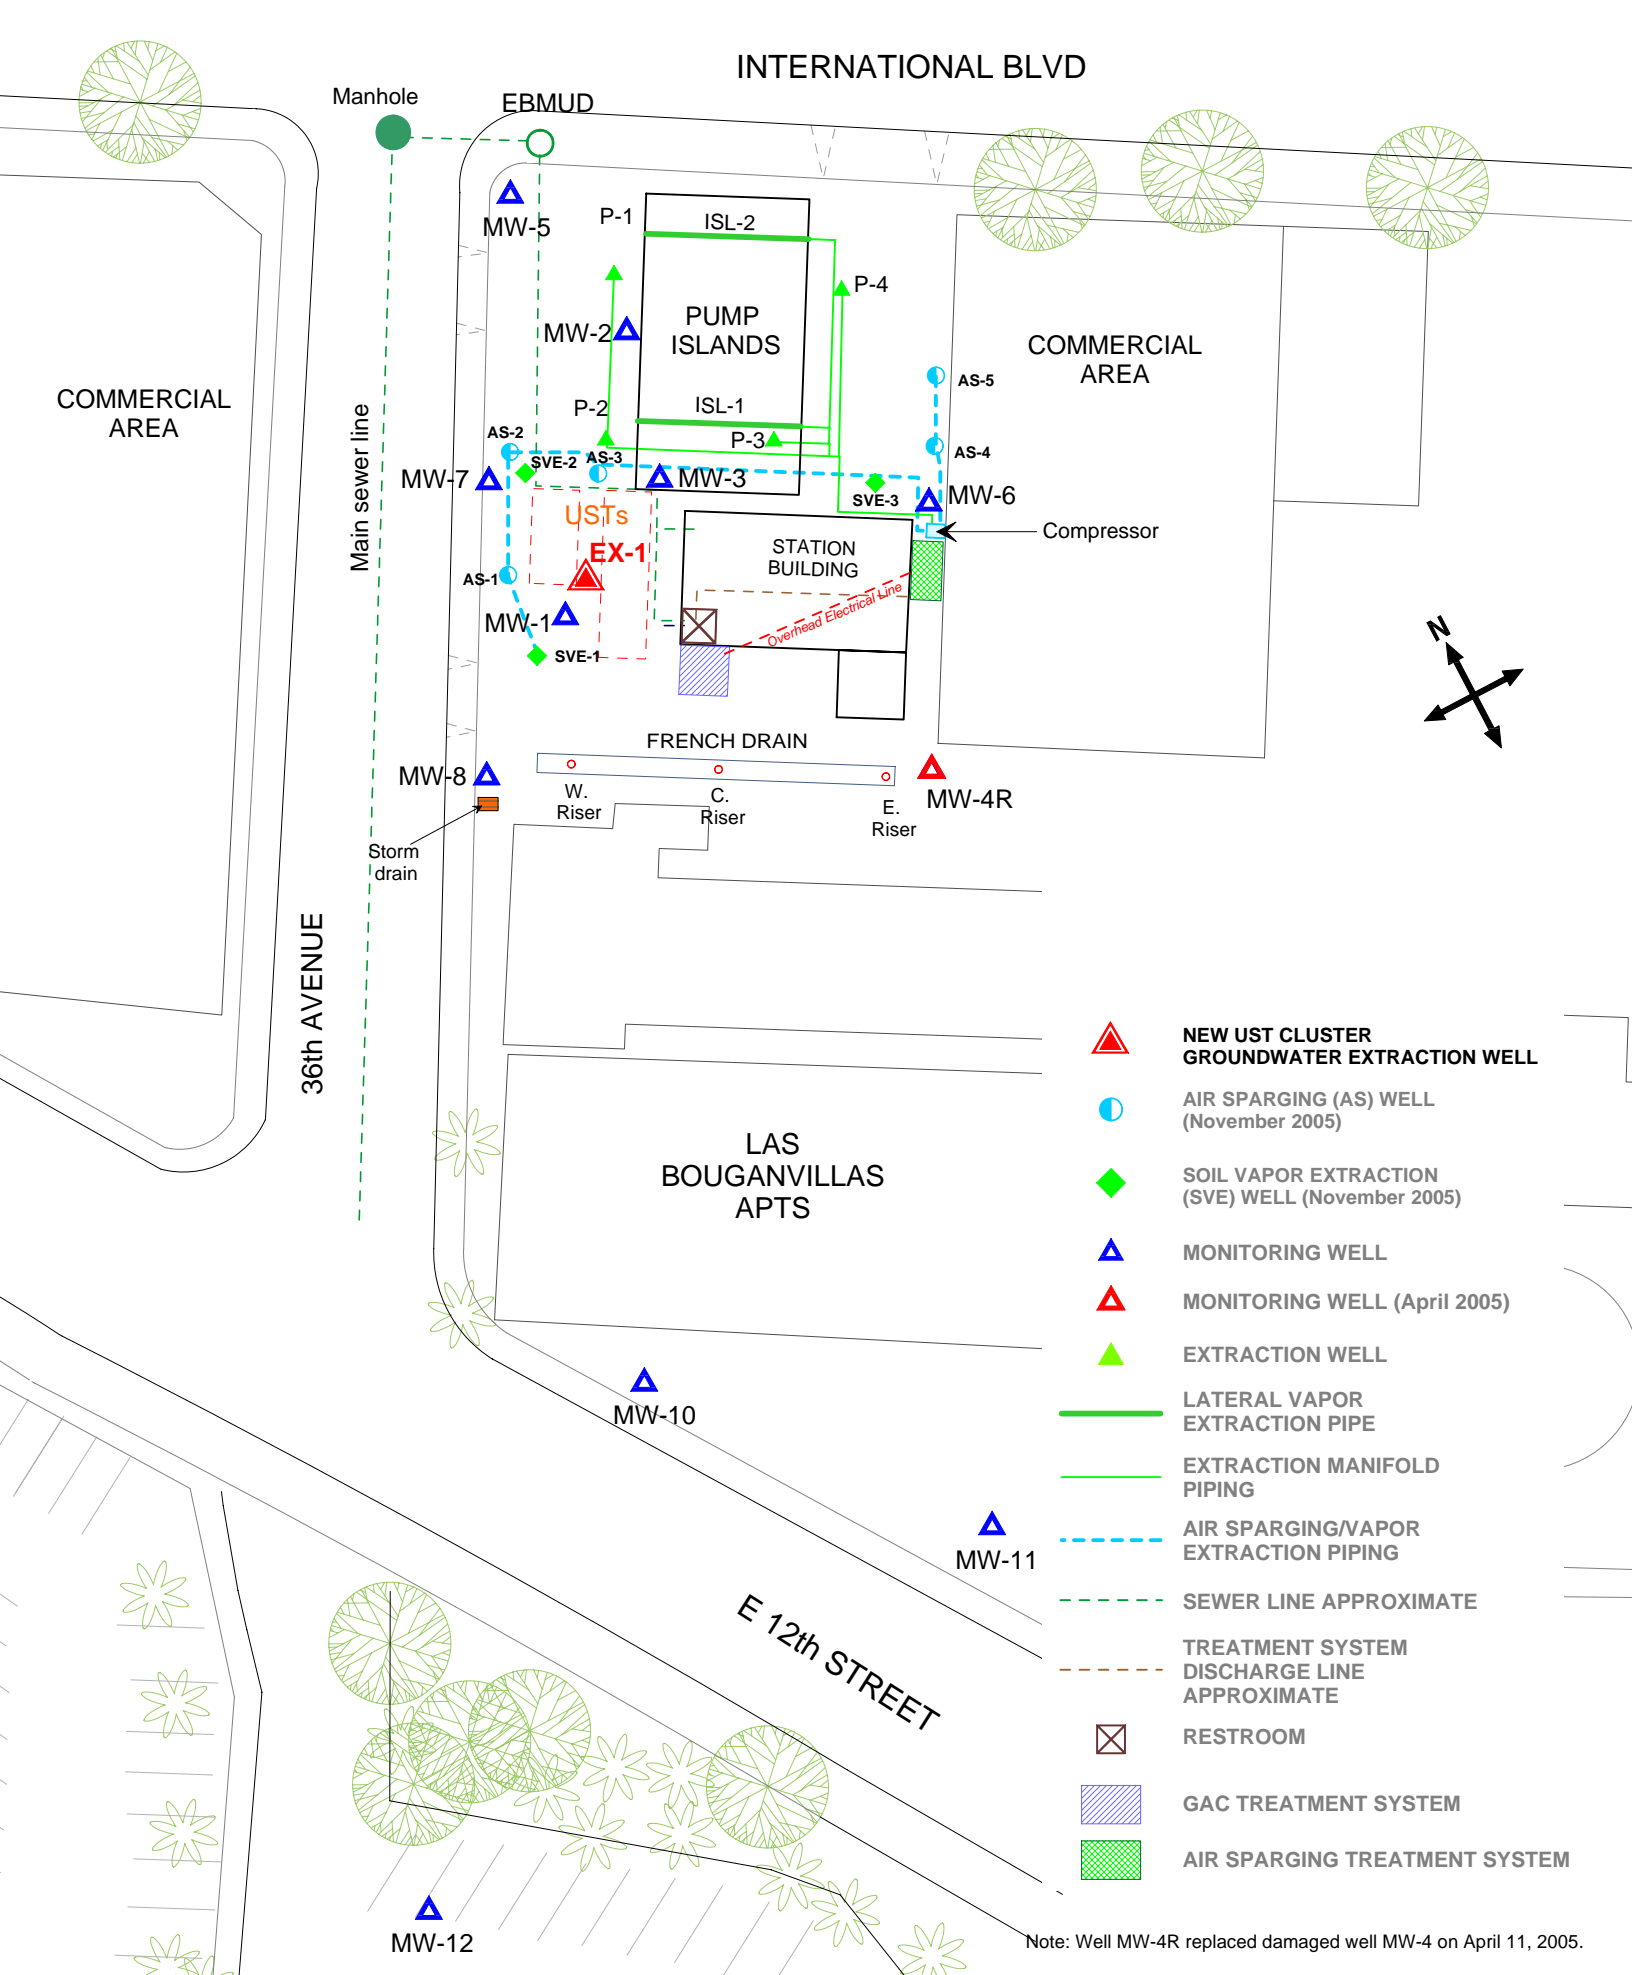 INTERNATIONAL BLVD
Manhole
EBMUD
MW-5
P-1
ISL-2
P-4
PUMP
ISLANDS
MW-2
COMMERCIAL
AREA
COMMERCIAL
AREA
AS-5
P-2
ISL-1
P-3
AS-2
AS-4
SVE-2
AS-3
MW-7
MW-3
SVE-3
MW-6
Main sewer line
USTs
EX-1
Compressor
STATION
BUILDING
AS-1
Overhead Electrical Line
MW-1
SVE-1
N
FRENCH DRAIN
MW-8
W.
Riser
C.
Riser
E.
Riser
MW-4R
Storm
drain
36th AVENUE
LAS
BOUGANVILLAS
APTS
MW-10
MW-11
E 12th STREET
MW-12
NEW UST CLUSTER
GROUNDWATER EXTRACTION WELL
AIR SPARGING (AS) WELL
(November 2005)
SOIL VAPOR EXTRACTION
(SVE) WELL (November 2005)
MONITORING WELL
MONITORING WELL (April 2005)
EXTRACTION WELL
LATERAL VAPOR
EXTRACTION PIPE
EXTRACTION MANIFOLD
PIPING
AIR SPARGING/VAPOR
EXTRACTION PIPING
SEWER LINE APPROXIMATE
TREATMENT SYSTEM
DISCHARGE LINE
APPROXIMATE
RESTROOM
GAC TREATMENT SYSTEM
AIR SPARGING TREATMENT SYSTEM
Note: Well MW-4R replaced damaged well MW-4 on April 11, 2005.